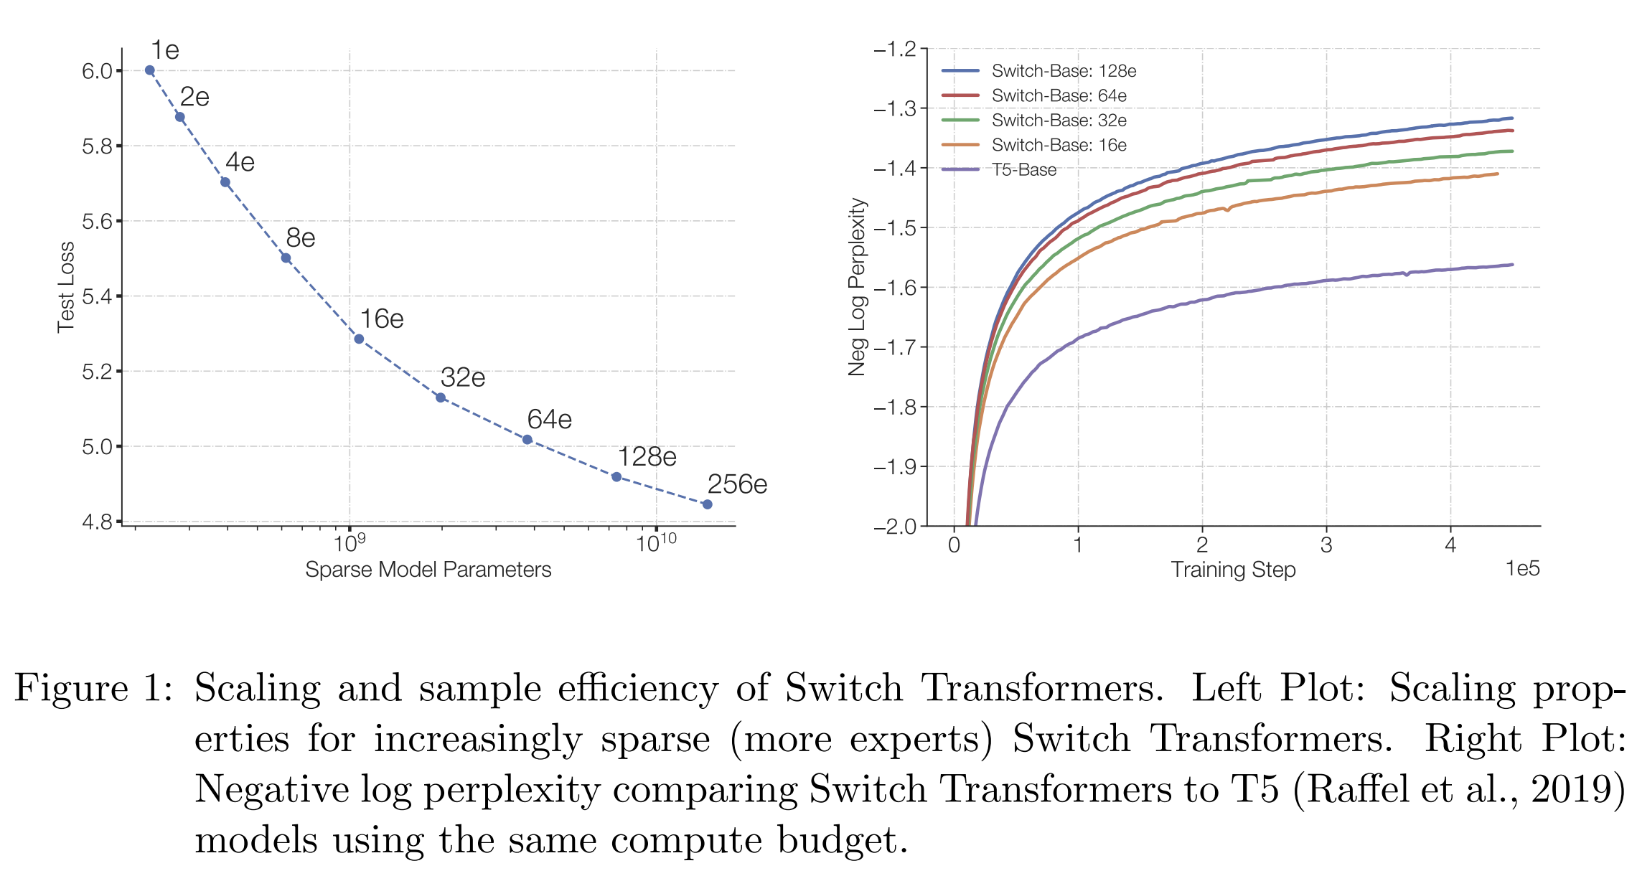 1e
2e
4e
8e
16e
32e
64e
128e
256e
6.0
5.8
5.6
5.4
5.2
5.0
4.8
Test Loss
10⁹
10¹⁰
Sparse Model Parameters
−1.2
−1.3
−1.4
−1.5
−1.6
−1.7
−1.8
−1.9
−2.0
Neg Log Perplexity
Switch-Base: 128e
Switch-Base: 64e
Switch-Base: 32e
Switch-Base: 16e
T5-Base
0 1 2 3 4
Training Step
1e5
Figure 1: Scaling and sample efficiency of Switch Transformers. Left Plot: Scaling prop-
erties for increasingly sparse (more experts) Switch Transformers. Right Plot:
Negative log perplexity comparing Switch Transformers to T5 (Raffel et al., 2019)
models using the same compute budget.